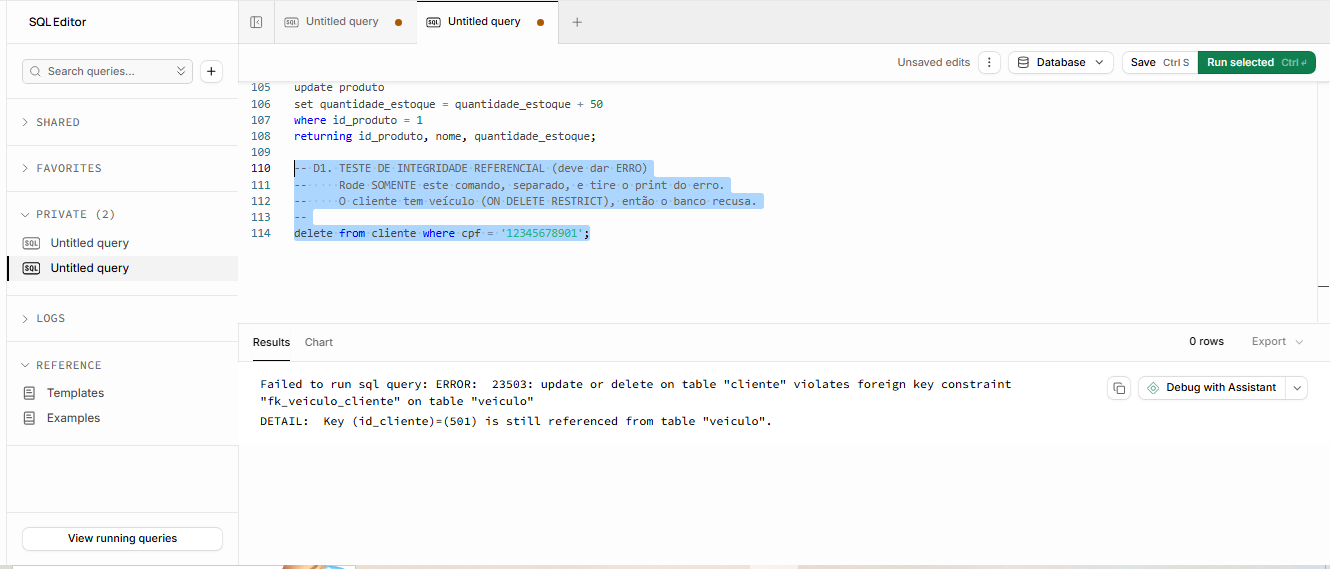 SQL Editor
Untitled query
Untitled query
Search queries...
Unsaved edits
Database
Save Ctrl S
Run selected Ctrl ↵
SHARED
FAVORITES
PRIVATE (2)
Untitled query
Untitled query
LOGS
REFERENCE
Templates
Examples
View running queries
105 update produto
106 set quantidade_estoque = quantidade_estoque + 50
107 where id_produto = 1
108 returning id_produto, nome, quantidade_estoque;
109
110 -- D1. TESTE DE INTEGRIDADE REFERENCIAL (deve dar ERRO)
111 -- Rode SOMENTE este comando, separado, e tire o print do erro.
112 -- O cliente tem veículo (ON DELETE RESTRICT), então o banco recusa.
113 --
114 delete from cliente where cpf = '12345678901';
Results
Chart
0 rows
Export
Failed to run sql query: ERROR: 23503: update or delete on table "cliente" violates foreign key constraint
"fk_veiculo_cliente" on table "veiculo"
DETAIL: Key (id_cliente)=(501) is still referenced from table "veiculo".
Debug with Assistant